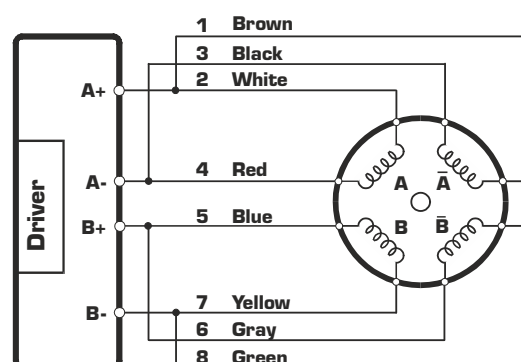 1 Brown
3 Black
2 White
A+
4 Red
A-
A Ā
Driver
5 Blue
B+
B B̄
7 Yellow
B-
6 Gray
8 Green